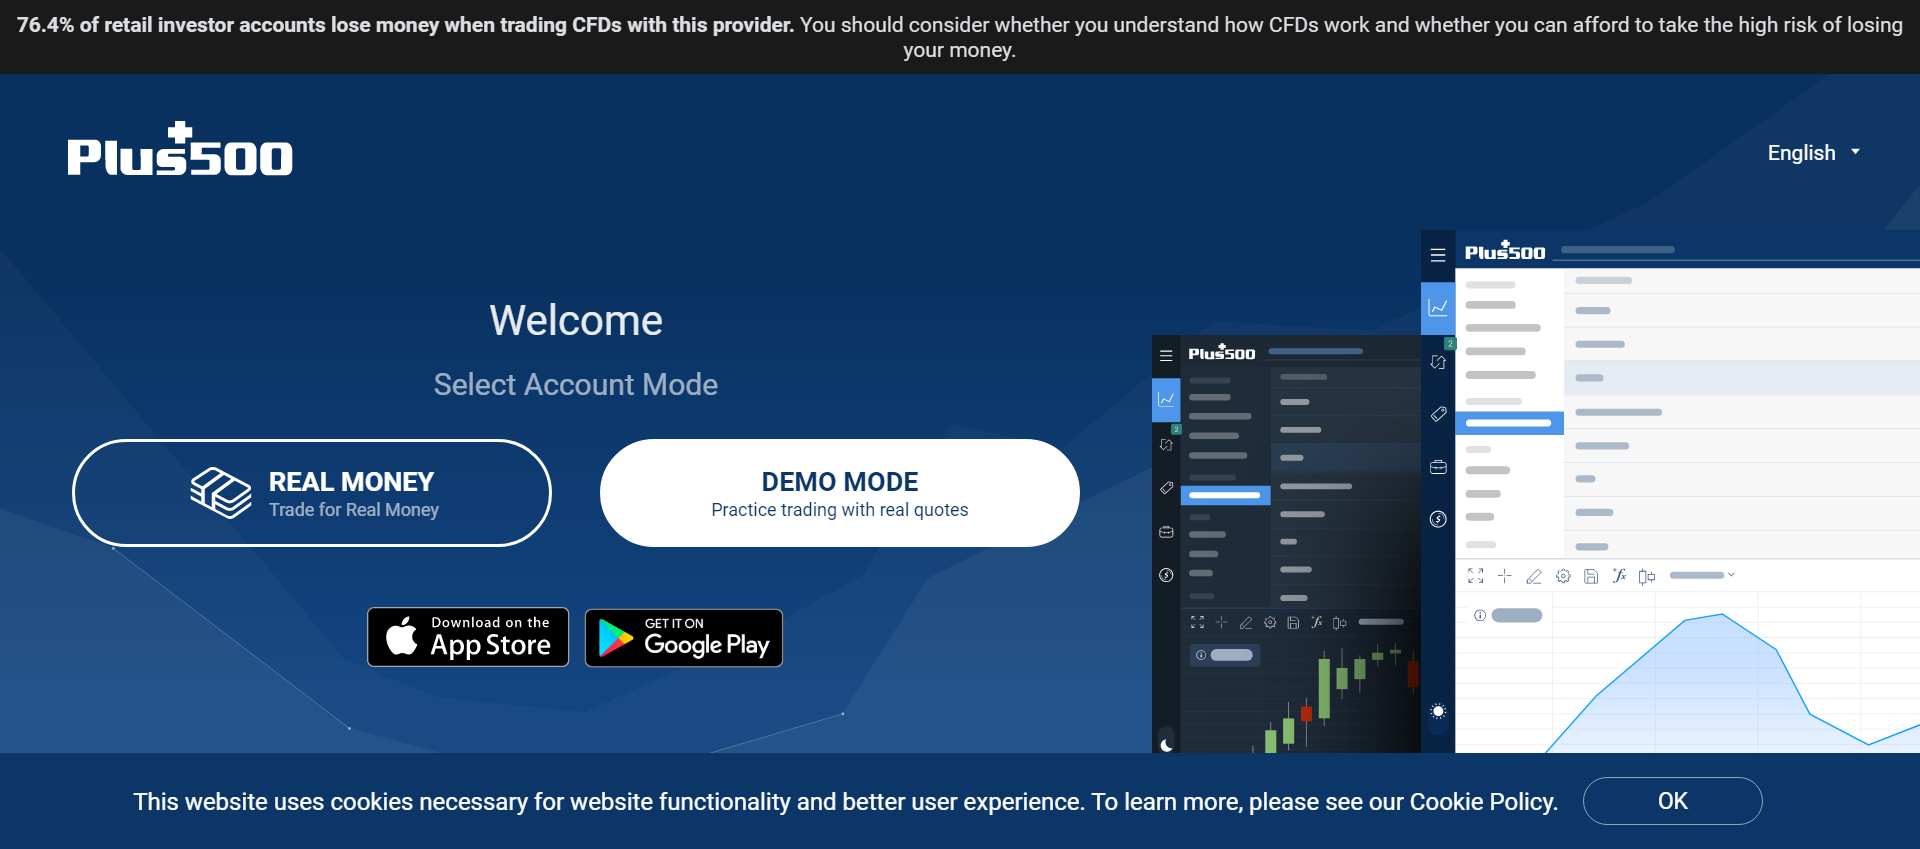 76.4% of retail investor accounts lose money when trading CFDs with this provider. You should consider whether you understand how CFDs work and whether you can afford to take the high risk of losing
your money.
Plus500
English
Welcome
Select Account Mode
REAL MONEY
Trade for Real Money
DEMO MODE
Practice trading with real quotes
Download on the
App Store
GET IT ON
Google Play
Plus500
2
Plus500
2
This website uses cookies necessary for website functionality and better user experience. To learn more, please see our Cookie Policy.
OK